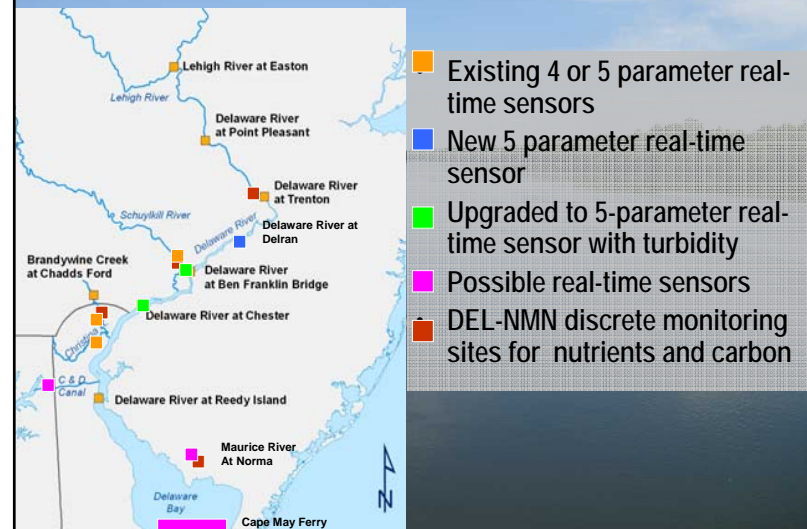 Lehigh River at Easton
Lehigh River
Delaware River
at Point Pleasant
Delaware River
at Trenton
Schuylkill River
Delaware River
Delaware River at
Delran
Brandywine Creek
at Chadds Ford
Delaware River
at Ben Franklin Bridge
Delaware River at Chester
Christina
C & D
Canal
Delaware River at Reedy Island
Maurice River
At Norma
Delaware
Bay
Cape May Ferry
N
Existing 4 or 5 parameter real-
time sensors
New 5 parameter real-time
sensor
Upgraded to 5-parameter real-
time sensor with turbidity
Possible real-time sensors
DEL-NMN discrete monitoring
sites for nutrients and carbon